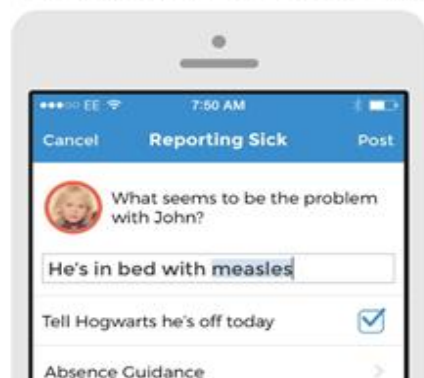 EE 7:50 AM
Cancel Reporting Sick Post
What seems to be the problem
with John?
He's in bed with measles
Tell Hogwarts he's off today
Absence Guidance